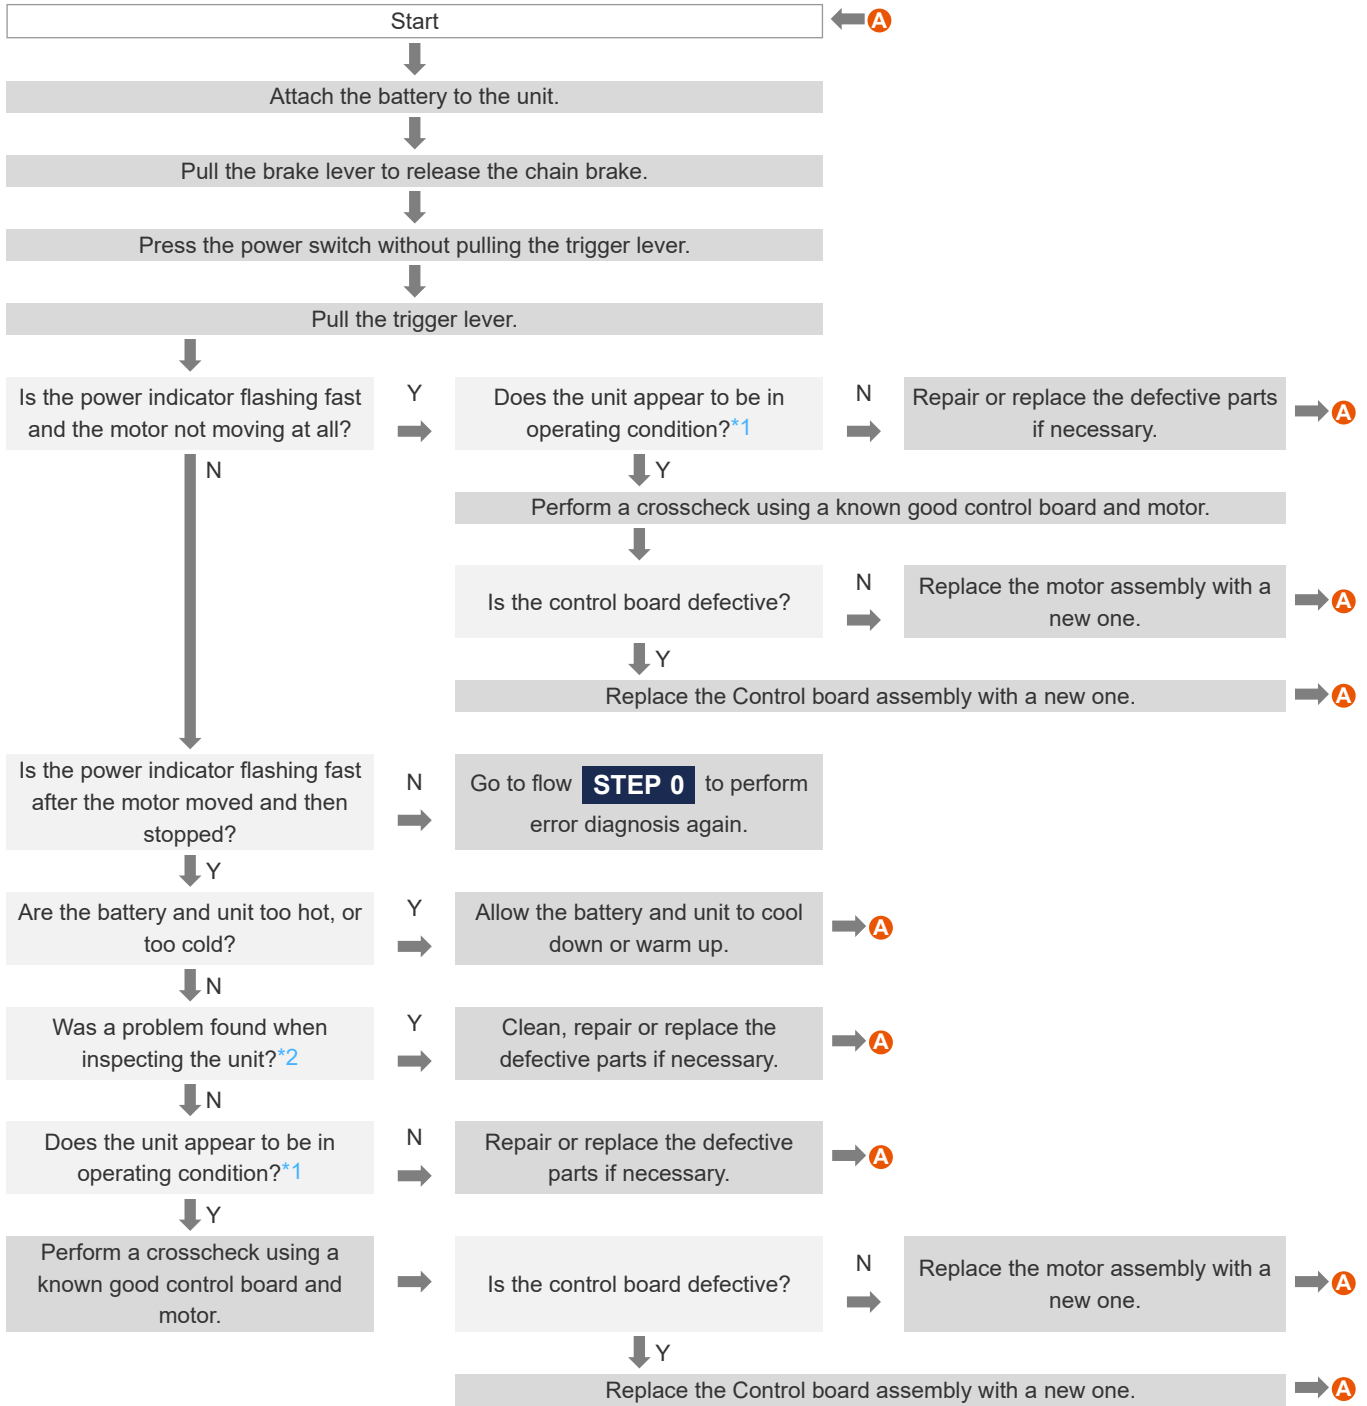 Start
A
Attach the battery to the unit.
Pull the brake lever to release the chain brake.
Press the power switch without pulling the trigger lever.
Pull the trigger lever.
Is the power indicator flashing fast
and the motor not moving at all?
Y
Does the unit appear to be in
operating condition?*1
N
Repair or replace the defective parts
if necessary.
A
N
Y
Perform a crosscheck using a known good control board and motor.
Is the control board defective?
N
Replace the motor assembly with a
new one.
A
Y
Replace the Control board assembly with a new one.
A
Is the power indicator flashing fast
after the motor moved and then
stopped?
N
Go to flow STEP 0 to perform
error diagnosis again.
Y
Are the battery and unit too hot, or
too cold?
Y
Allow the battery and unit to cool
down or warm up.
A
N
Was a problem found when
inspecting the unit?*2
Y
Clean, repair or replace the
defective parts if necessary.
A
N
Does the unit appear to be in
operating condition?*1
N
Repair or replace the defective
parts if necessary.
A
Y
Perform a crosscheck using a
known good control board and
motor.
Is the control board defective?
N
Replace the motor assembly with a
new one.
A
Y
Replace the Control board assembly with a new one.
A